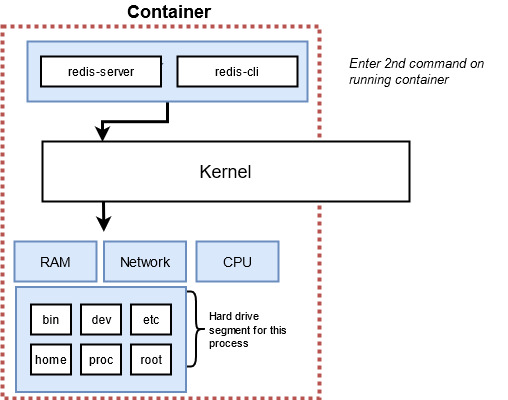 Container
redis-server
redis-cli
Enter 2nd command on
running container
Kernel
RAM
Network
CPU
bin
dev
etc
Hard drive
segment for this
process
home
proc
root